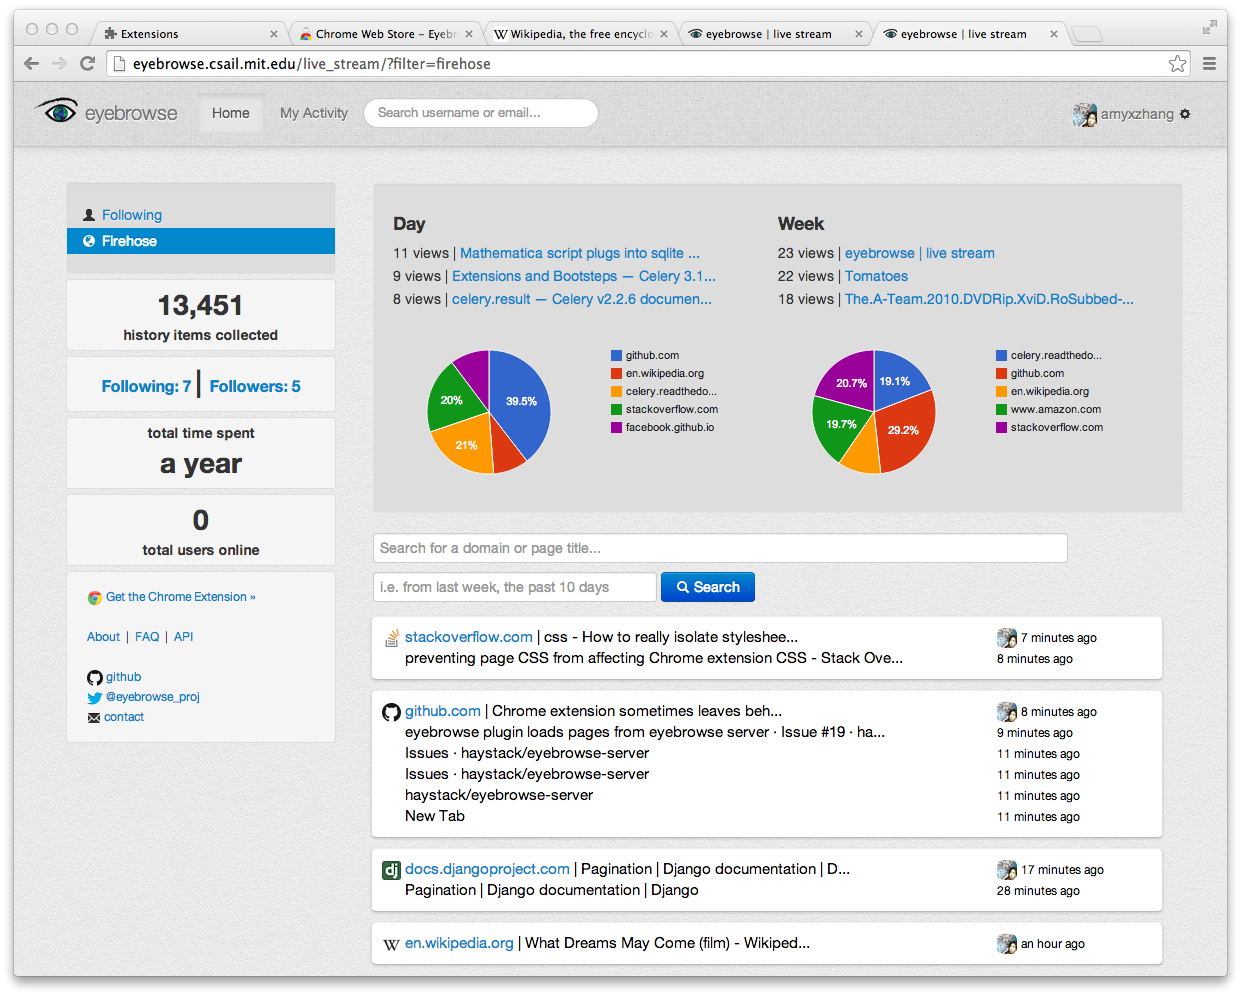 Extensions
Chrome Web Store – Eyebr
Wikipedia, the free encyclo
eyebrowse | live stream
eyebrowse | live stream
eyebrowse.csail.mit.edu/live_stream/?filter=firehose
eyebrowse
Home
My Activity
Search username or email...
amyxzhang
Following
Firehose
13,451
history items collected
Following: 7 | Followers: 5
total time spent
a year
0
total users online
Get the Chrome Extension »
About | FAQ | API
github
@eyebrowse_proj
contact
Day
11 views | Mathematica script plugs into sqlite ...
9 views | Extensions and Bootsteps — Celery 3.1...
8 views | celery.result — Celery v2.2.6 documen...
39.5%
21%
20%
github.com
en.wikipedia.org
celery.readthedo...
stackoverflow.com
facebook.github.io
Week
23 views | eyebrowse | live stream
22 views | Tomatoes
18 views | The.A-Team.2010.DVDRip.XviD.RoSubbed-...
19.1%
29.2%
19.7%
20.7%
celery.readthedo...
github.com
en.wikipedia.org
www.amazon.com
stackoverflow.com
Search for a domain or page title...
i.e. from last week, the past 10 days
Search
stackoverflow.com | css - How to really isolate styleshee... 7 minutes ago
preventing page CSS from affecting Chrome extension CSS - Stack Ove... 8 minutes ago
github.com | Chrome extension sometimes leaves beh... 8 minutes ago
eyebrowse plugin loads pages from eyebrowse server · Issue #19 · ha... 9 minutes ago
Issues · haystack/eyebrowse-server 11 minutes ago
Issues · haystack/eyebrowse-server 11 minutes ago
haystack/eyebrowse-server 11 minutes ago
New Tab 11 minutes ago
dj docs.djangoproject.com | Pagination | Django documentation | D... 17 minutes ago
Pagination | Django documentation | Django 28 minutes ago
W en.wikipedia.org | What Dreams May Come (film) - Wikiped... an hour ago